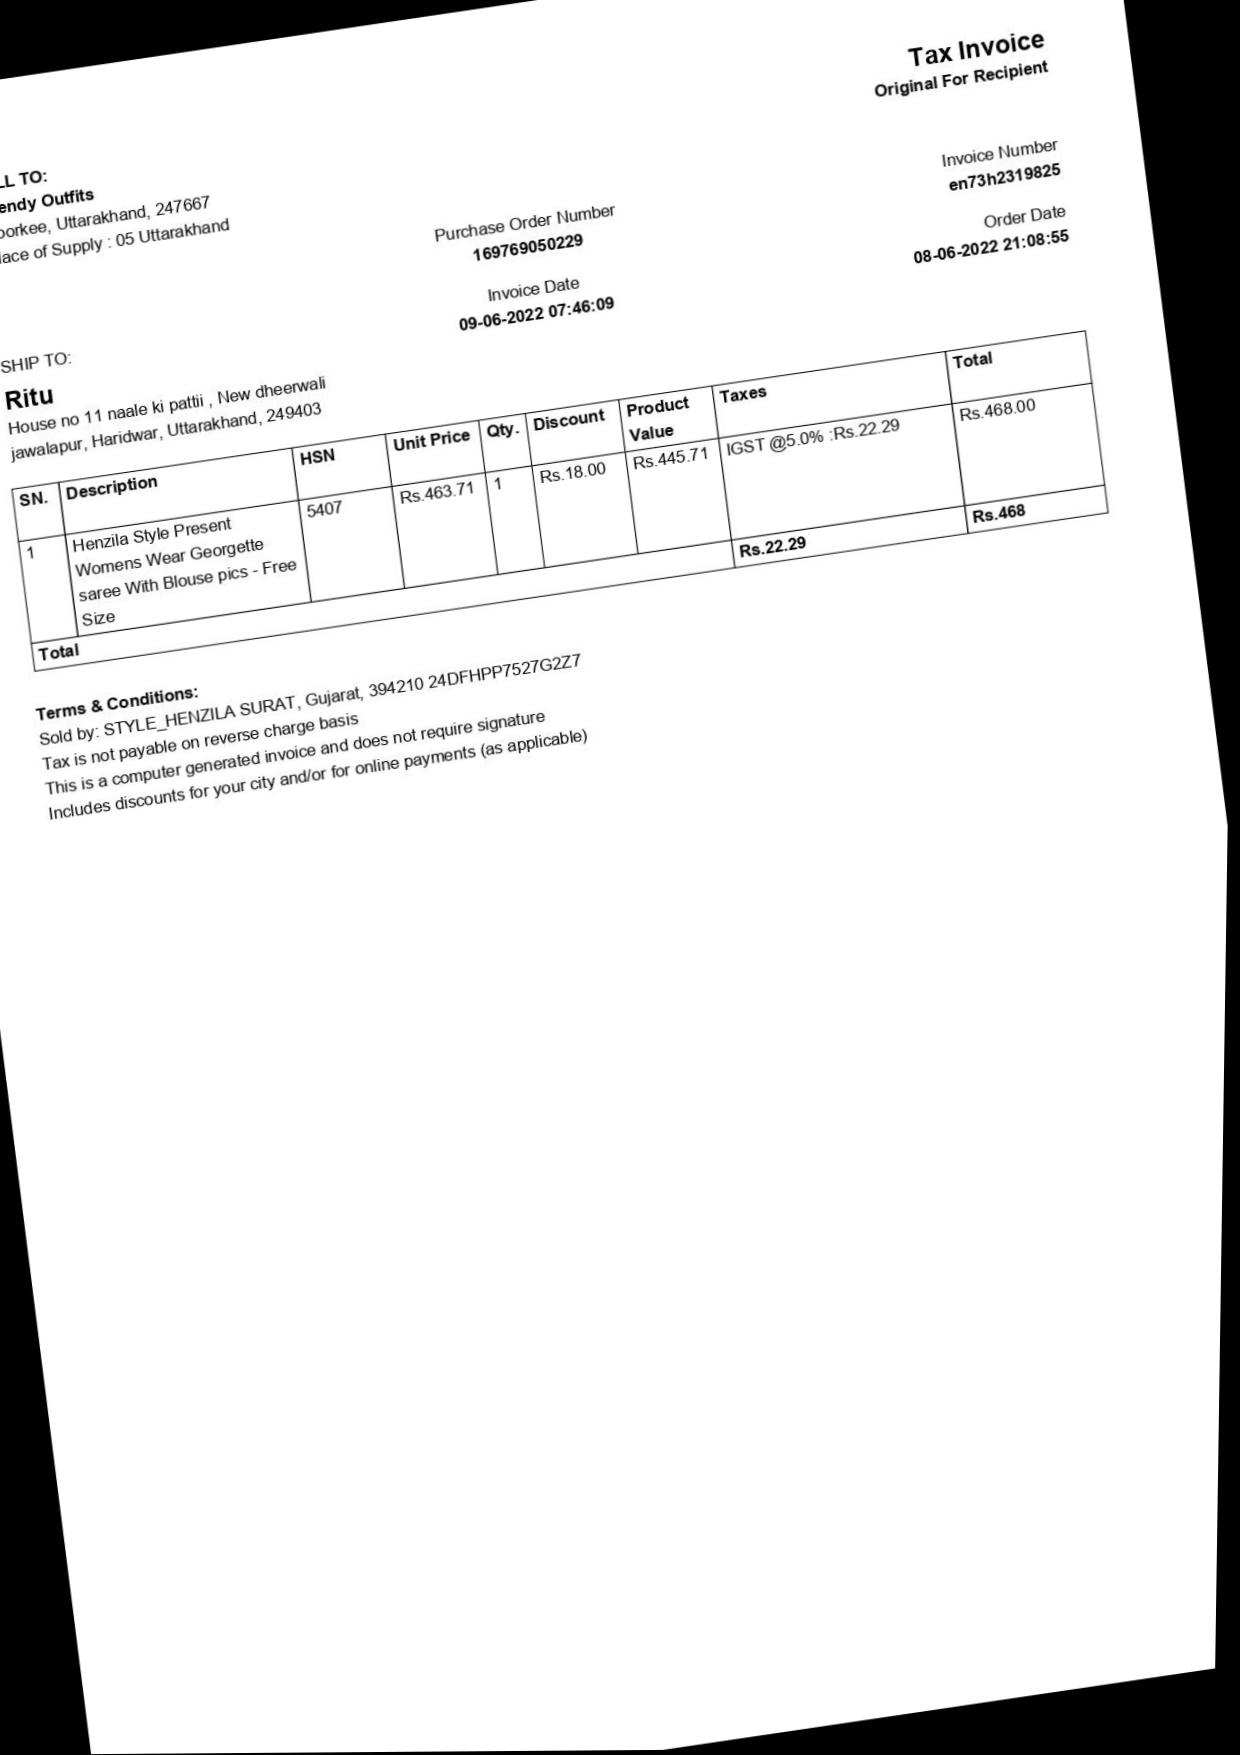 Tax Invoice
Original For Recipient
LL TO:
endy Outfits
oorkee, Uttarakhand, 247667
lace of Supply : 05 Uttarakhand
Purchase Order Number
169769050229
Invoice Date
09-06-2022 07:46:09
Invoice Number
en73h2319825
Order Date
08-06-2022 21:08:55
SHIP TO:
Ritu
House no 11 naale ki pattii , New dheerwali
jawalapur, Haridwar, Uttarakhand, 249403
SN. Description HSN Unit Price Qty. Discount Product Value Taxes Total
1 Henzila Style Present 5407 Rs.463.71 1 Rs.18.00 Rs.445.71 IGST @5.0% :Rs.22.29 Rs.468.00
Womens Wear Georgette
saree With Blouse pics - Free
Size
Total Rs.22.29 Rs.468
Terms & Conditions:
Sold by: STYLE_HENZILA SURAT, Gujarat, 394210 24DFHPP7527G2Z7
Tax is not payable on reverse charge basis
This is a computer generated invoice and does not require signature
Includes discounts for your city and/or for online payments (as applicable)